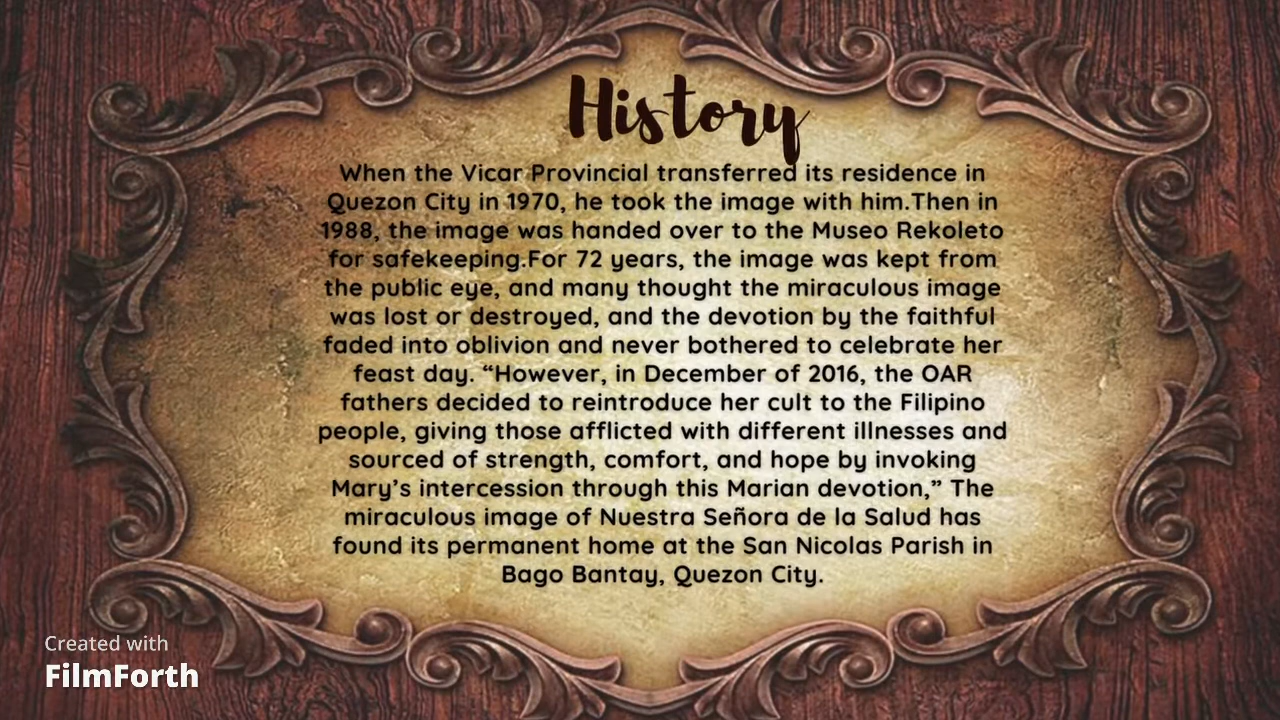 History
When the Vicar Provincial transferred its residence in
Quezon City in 1970, he took the image with him.Then in
1988, the image was handed over to the Museo Rekoleto
for safekeeping.For 72 years, the image was kept from
the public eye, and many thought the miraculous image
was lost or destroyed, and the devotion by the faithful
faded into oblivion and never bothered to celebrate her
feast day. “However, in December of 2016, the OAR
fathers decided to reintroduce her cult to the Filipino
people, giving those afflicted with different illnesses and
sourced of strength, comfort, and hope by invoking
Mary’s intercession through this Marian devotion,” The
miraculous image of Nuestra Señora de la Salud has
found its permanent home at the San Nicolas Parish in
Bago Bantay, Quezon City.
Created with
FilmForth